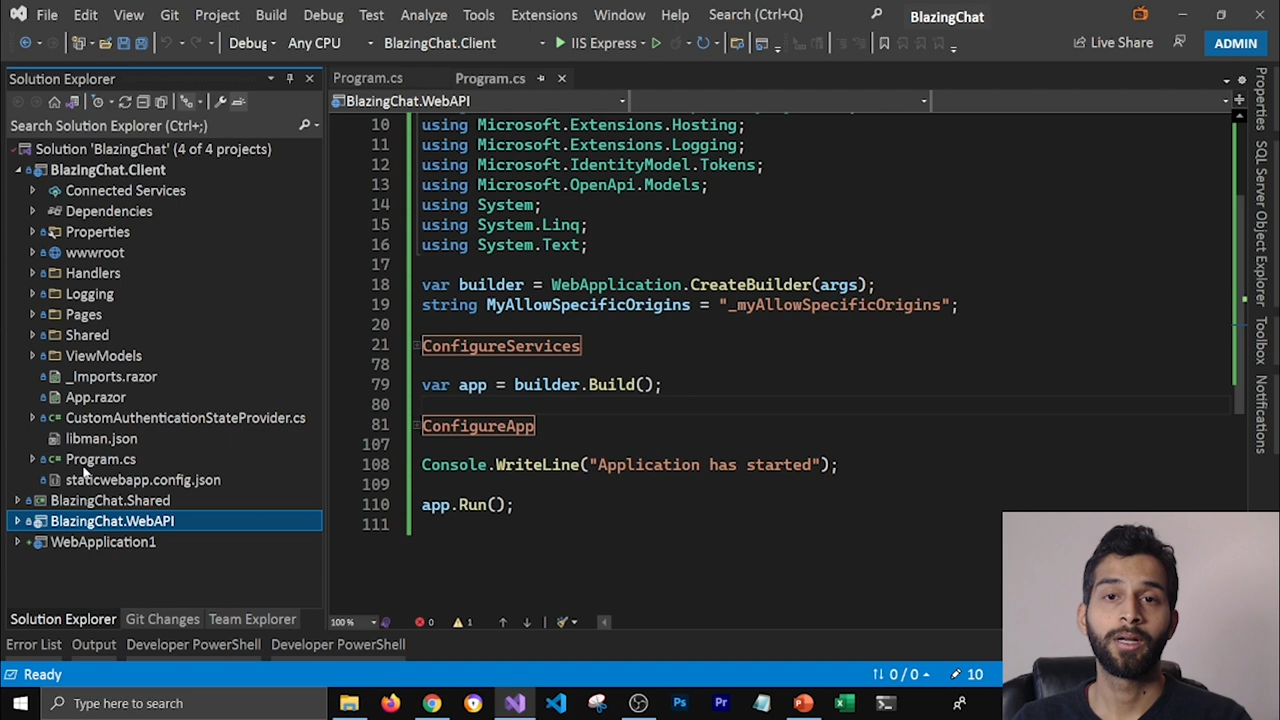 File Edit View Git Project Build Debug Test Analyze Tools Extensions Window Help Search (Ctrl+Q) BlazingChat
Debug Any CPU BlazingChat.Client IIS Express Live Share ADMIN
Solution Explorer
Search Solution Explorer (Ctrl+;)
Solution 'BlazingChat' (4 of 4 projects)
BlazingChat.Client
Connected Services
Dependencies
Properties
wwwroot
Handlers
Logging
Pages
Shared
ViewModels
_Imports.razor
App.razor
CustomAuthenticationStateProvider.cs
libman.json
Program.cs
staticwebapp.config.json
BlazingChat.Shared
BlazingChat.WebAPI
WebApplication1
Solution Explorer Git Changes Team Explorer
Program.cs Program.cs
BlazingChat.WebAPI
10 using Microsoft.Extensions.Hosting;
11 using Microsoft.Extensions.Logging;
12 using Microsoft.IdentityModel.Tokens;
13 using Microsoft.OpenApi.Models;
14 using System;
15 using System.Linq;
16 using System.Text;
17
18 var builder = WebApplication.CreateBuilder(args);
19 string MyAllowSpecificOrigins = "_myAllowSpecificOrigins";
20
21 ConfigureServices
78
79 var app = builder.Build();
80
81 ConfigureApp
107
108 Console.WriteLine("Application has started");
109
110 app.Run();
111
100% 0 1
Properties
SQL Server Object Explorer
Toolbox
Notifications
Error List Output Developer PowerShell Developer PowerShell
Ready 0 / 0 10
Type here to search